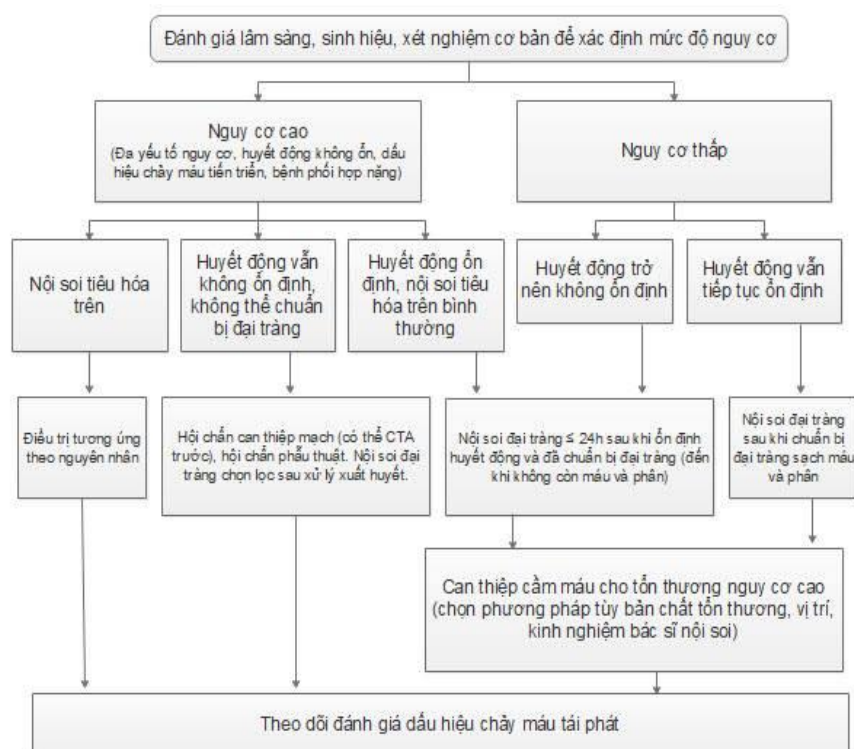 Đánh giá lâm sàng, sinh hiệu, xét nghiệm cơ bản để xác định mức độ nguy cơ
Nguy cơ cao
(Đa yếu tố nguy cơ, huyết động không ổn, dấu
hiệu chảy máu tiến triển, bệnh phối hợp nặng)
Nguy cơ thấp
Nội soi tiêu hóa
trên
Huyết động vẫn
không ổn định,
không thể chuẩn
bị đại tràng
Huyết động ổn
định, nội soi tiêu
hóa trên bình
thường
Huyết động trở
nên không ổn định
Huyết động vẫn
tiếp tục ổn định
Điều trị tương ứng
theo nguyên nhân
Hội chẩn can thiệp mạch (có thể CTA
trước), hội chẩn phẫu thuật. Nội soi đại
tràng chọn lọc sau xử lý xuất huyết.
Nội soi đại tràng ≤ 24h sau khi ổn định
huyết động và đã chuẩn bị đại tràng (đến
khi không còn máu và phân)
Nội soi đại tràng
sau khi chuẩn bị
đại tràng sạch máu
và phân
Can thiệp cầm máu cho tổn thương nguy cơ cao
(chọn phương pháp tùy bản chất tổn thương, vị trí,
kinh nghiệm bác sĩ nội soi)
Theo dõi đánh giá dấu hiệu chảy máu tái phát